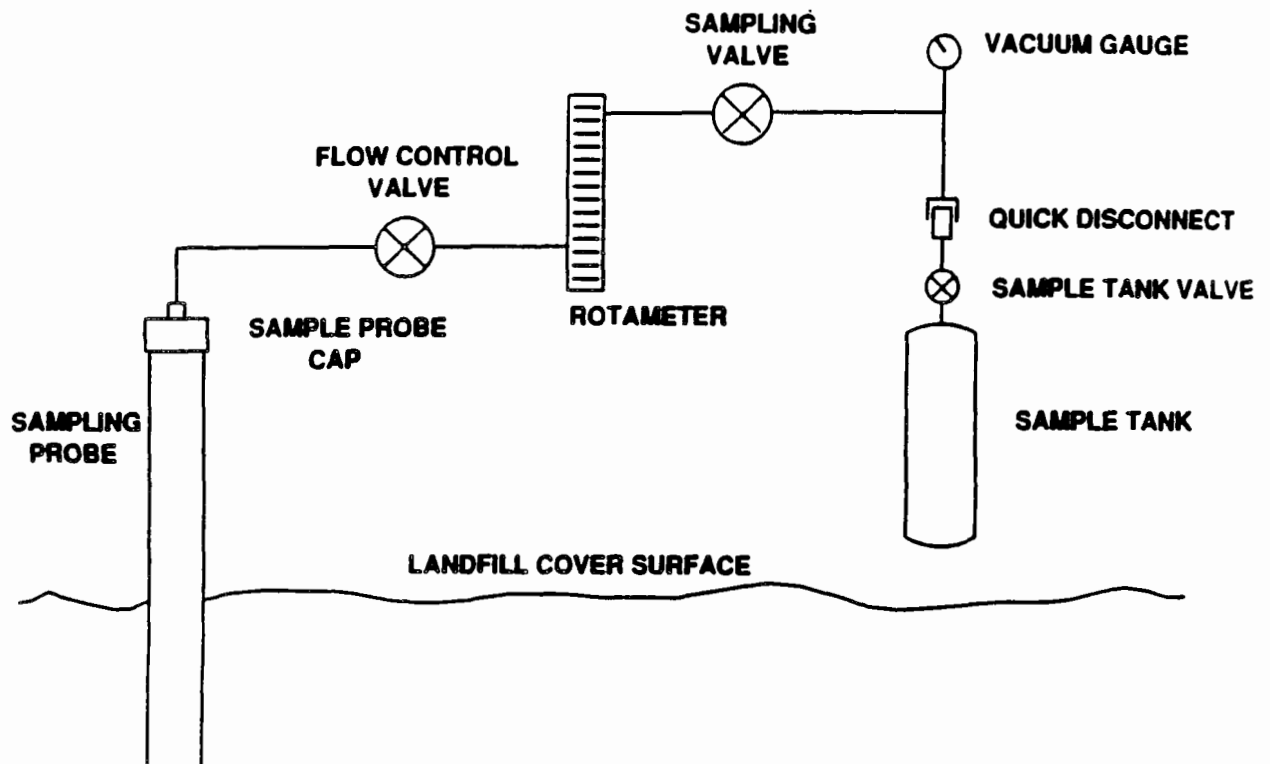 SAMPLING
VALVE
VACUUM GAUGE
FLOW CONTROL
VALVE
QUICK DISCONNECT
SAMPLE TANK VALVE
ROTAMETER
SAMPLE PROBE
CAP
SAMPLING
PROBE
SAMPLE TANK
LANDFILL COVER SURFACE